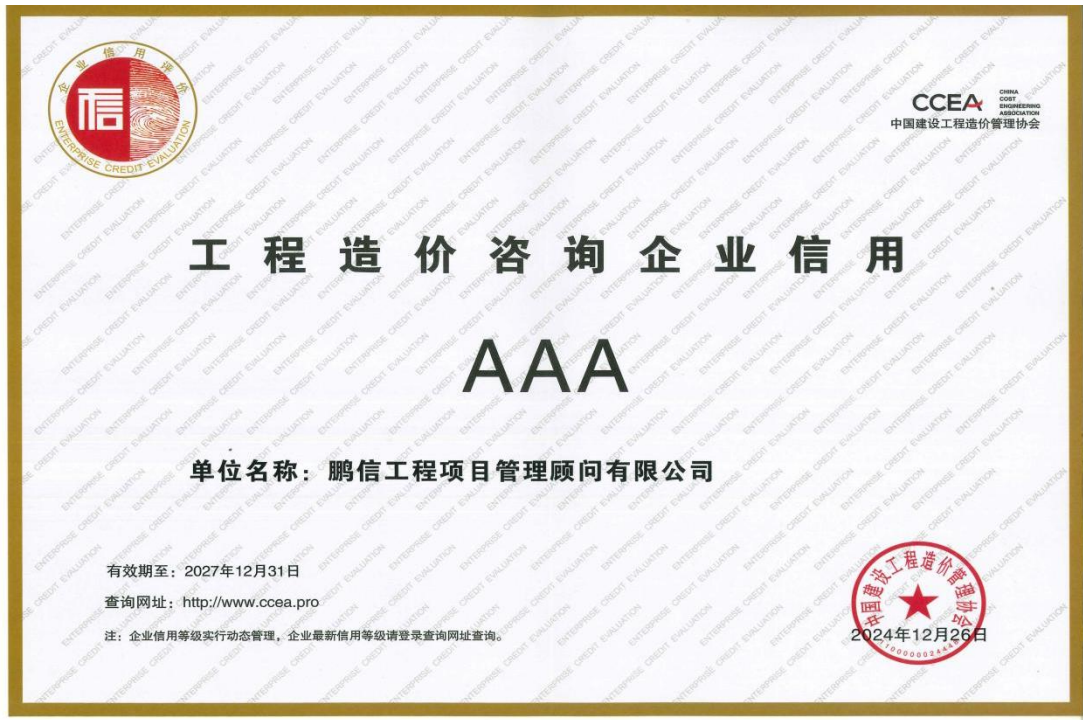 企业信用评价
信
ENTERPRISE CREDIT EVALUATION
CCEA
CHINA
COST
ENGINEERING
ASSOCIATION
中国建设工程造价管理协会
工程造价咨询企业信用
AAA
单位名称：鹏信工程项目管理顾问有限公司
有效期至：2027年12月31日
查询网址：http://www.ccea.pro
注：企业信用等级实行动态管理，企业最新信用等级请登录查询网址查询。
中国建设工程造价管理协会
2024年12月26日